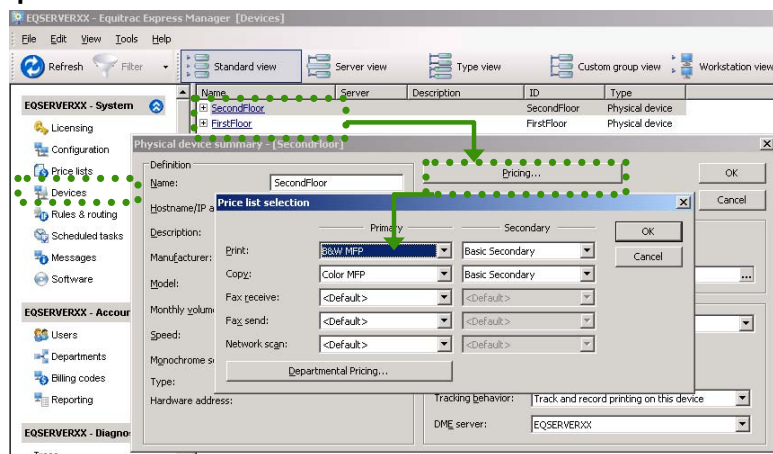 EQSERVERXX - Equitrac Express Manager [Devices]
File Edit View Tools Help
Refresh Filter Standard view Server view Type view Custom group view Workstation view
Name Server Description ID Type
EQSERVERXX - System
SecondFloor SecondFloor Physical device
FirstFloor FirstFloor Physical device
Licensing
Configuration
Price lists
Devices
Rules & routing
Scheduled tasks
Messages
Software
EQSERVERXX - Accoun
Users
Departments
Billing codes
Reporting
EQSERVERXX - Diagno
Physical device summary - [SecondFloor]
Definition
Name: SecondFloor
Pricing...
OK
Cancel
Hostname/IP a
Description:
Manufacturer:
Model:
Monthly volum
Speed:
Monochrome s
Type:
Hardware address:
Price list selection
Primary Secondary
OK
Cancel
Print: B&W MFP Basic Secondary
Copy: Color MFP Basic Secondary
Fax receive: <Default> <Default>
Fax send: <Default> <Default>
Network scan: <Default> <Default>
Departmental Pricing...
...
Tracking behavior: Track and record printing on this device
DME server: EQSERVERXX